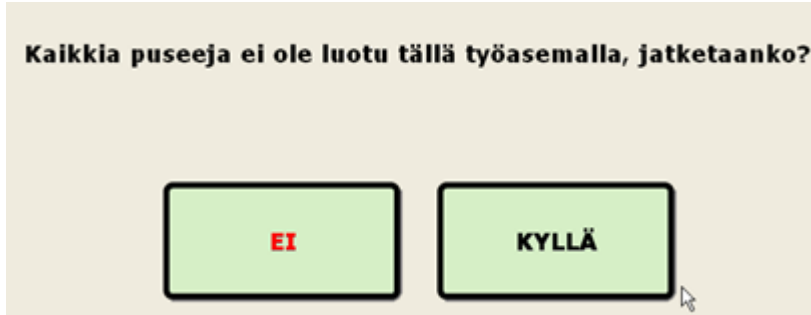 Kaikkia puseeja ei ole luotu tällä työasemalla, jatketaanko?
EI
KYLLÄ